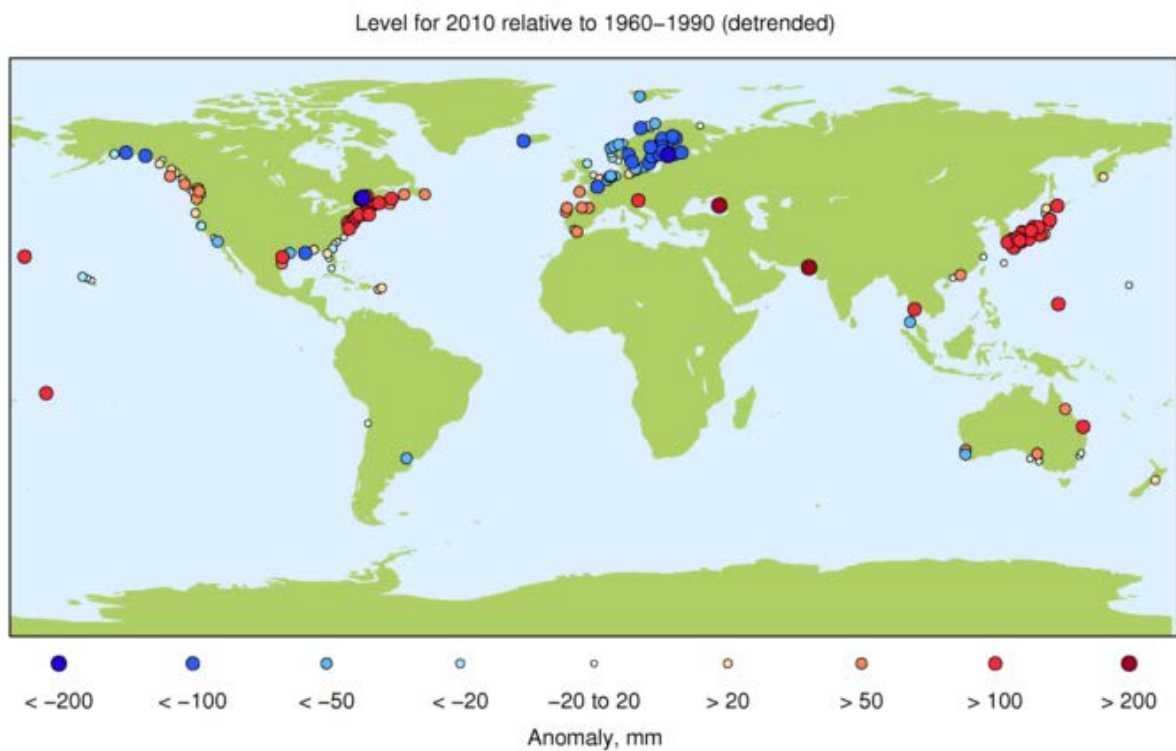 Level for 2010 relative to 1960−1990 (detrended)
< −200 < −100 < −50 < −20 −20 to 20 > 20 > 50 > 100 > 200
Anomaly, mm